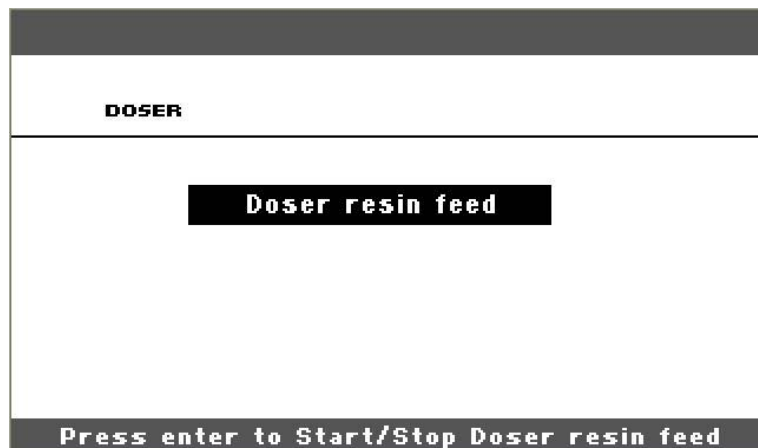 DOSER
Doser resin feed
Press enter to Start/Stop Doser resin feed